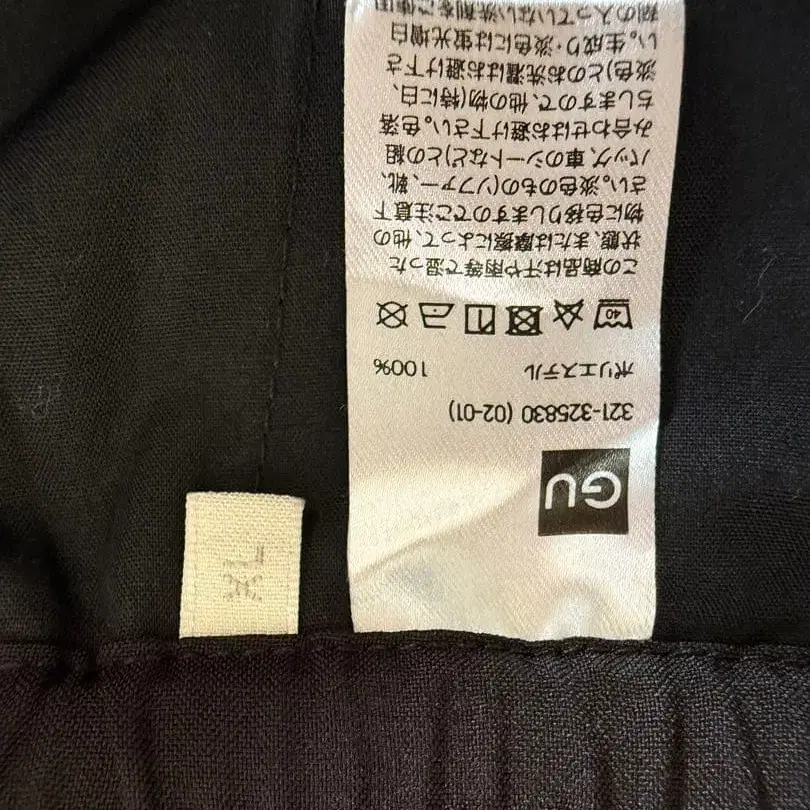 GU
321-325830 (02-01)
ポリエステル 100%
40
この商品は汗や雨等で湿った
状態、または摩擦によって、他の
物に色移りしますのでご注意下
さい。淡色のもの(ソファー、靴、
バッグ、車のシートなど)との組
み合わせはお避け下さい。色落
ちしますので、他の物(特に白、
淡色)とのお洗濯はお避け下さ
い。生成り・淡色には蛍光増白
剤の入っていない洗剤をご使用
XL